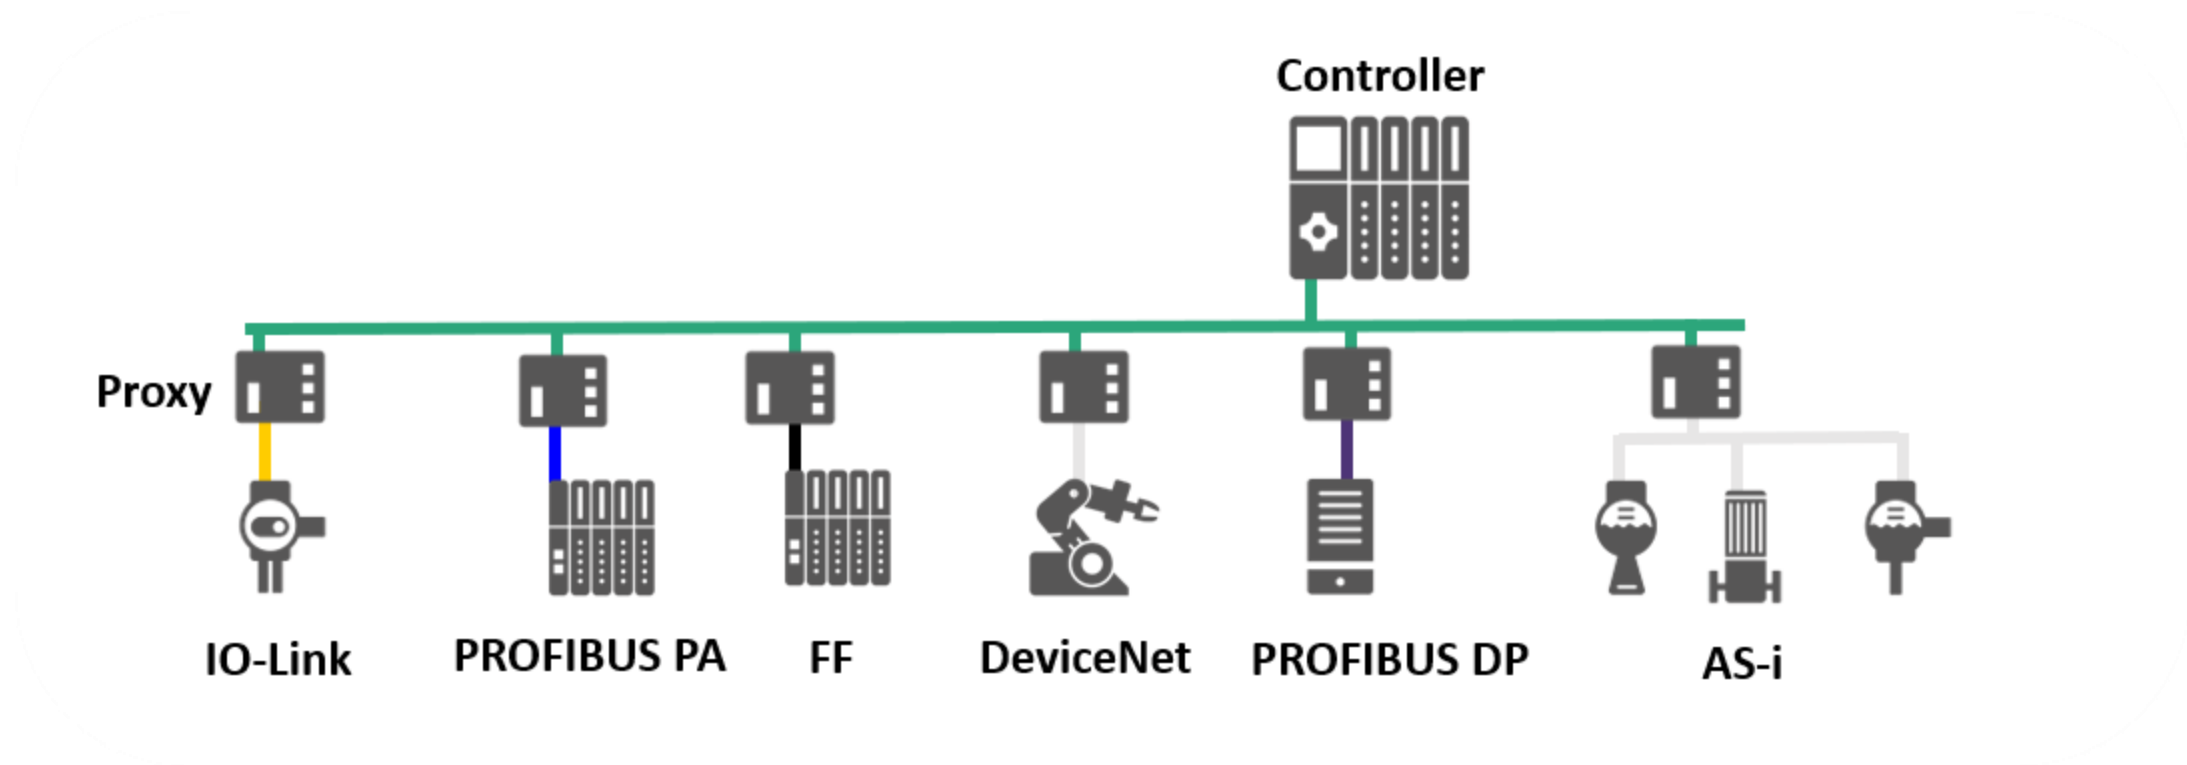 Controller
Proxy
IO-Link
PROFIBUS PA
FF
DeviceNet
PROFIBUS DP
AS-i